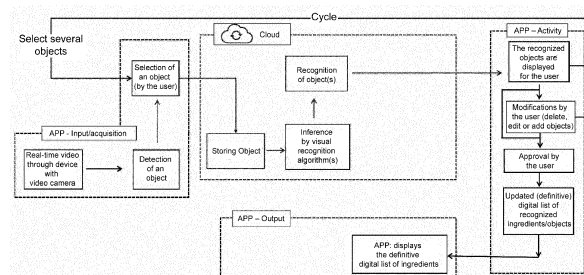 Cycle
Select several
objects
Cloud
APP – Activity
Selection of
an object
(by the user)
Recognition
of object(s)
The recognized
objects are
displayed
for the user
APP - Input/acquisition
Modifications by
the user (delete,
edit or add objects)
Real-time video
through device
with
video camera
Detection
of an
object
Storing Object
Inference
by visual
recognition
algorithm(s)
Approval by
the user
Updated (definitive)
digital list of
recognized
ingredients/objects
APP – Output
APP: displays
the definitive
digital list of ingredients